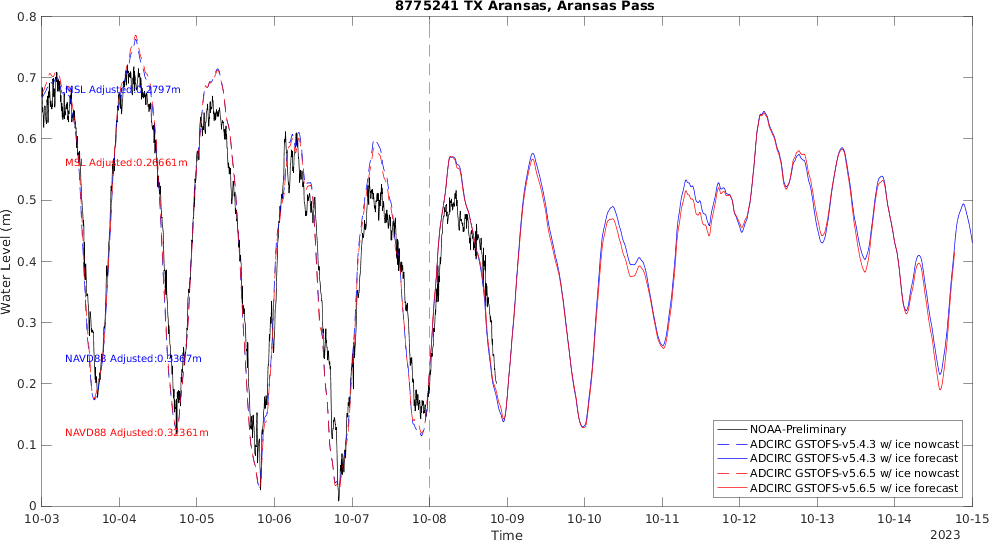 8775241 TX Aransas, Aransas Pass
Water Level (m)
0.8
0.7
0.6
0.5
0.4
0.3
0.2
0.1
0
MSL Adjusted:0.2797m
MSL Adjusted:0.26661m
NAVD88 Adjusted:0.3367m
NAVD88 Adjusted:0.32361m
NOAA-Preliminary
ADCIRC GSTOFS-v5.4.3 w/ ice nowcast
ADCIRC GSTOFS-v5.4.3 w/ ice forecast
ADCIRC GSTOFS-v5.6.5 w/ ice nowcast
ADCIRC GSTOFS-v5.6.5 w/ ice forecast
10-03 10-04 10-05 10-06 10-07 10-08 10-09 10-10 10-11 10-12 10-13 10-14 10-15
Time
2023